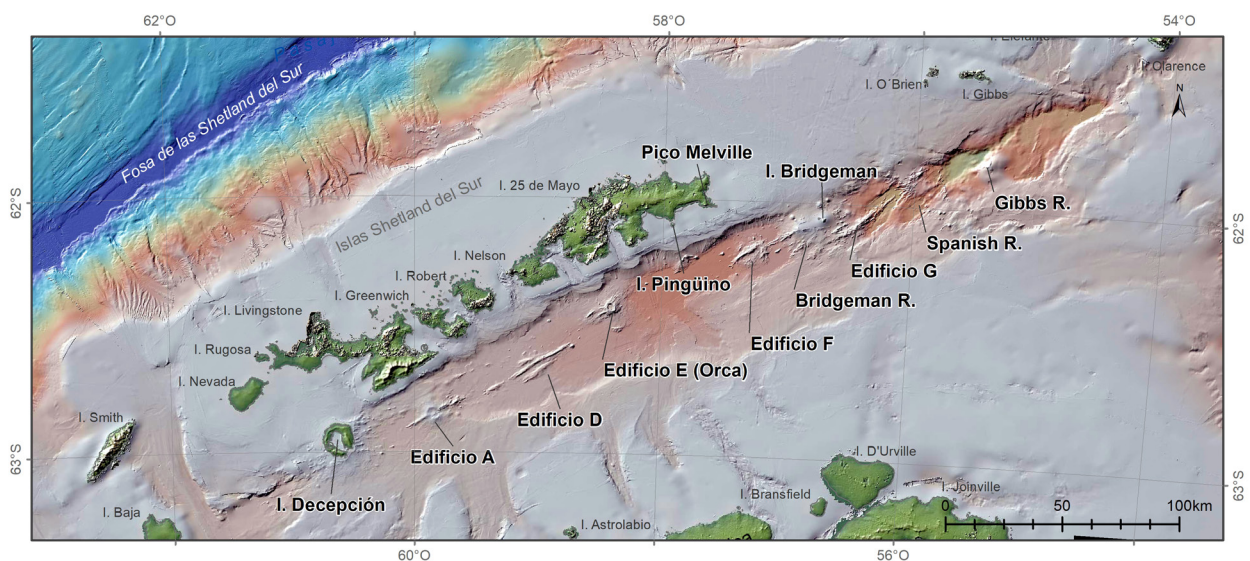 62°O
58°O
54°O
I. Clarence
I. O´Brien
I. Gibbs
N
Fosa de las Shetland del Sur
Pico Melville
I. Bridgeman
I. 25 de Mayo
62°S
Islas Shetland del Sur
Gibbs R.
62°S
Spanish R.
I. Nelson
Edificio G
I. Robert
I. Pingüino
I. Greenwich
Bridgeman R.
I. Livingstone
Edificio F
I. Rugosa
Edificio E (Orca)
I. Nevada
I. Smith
Edificio D
63°S
Edificio A
I. D'Urville
63°S
I. Decepción
I. Bransfield
I. Joinville
I. Baja
0 50 100km
I. Astrolabio
60°O
56°O